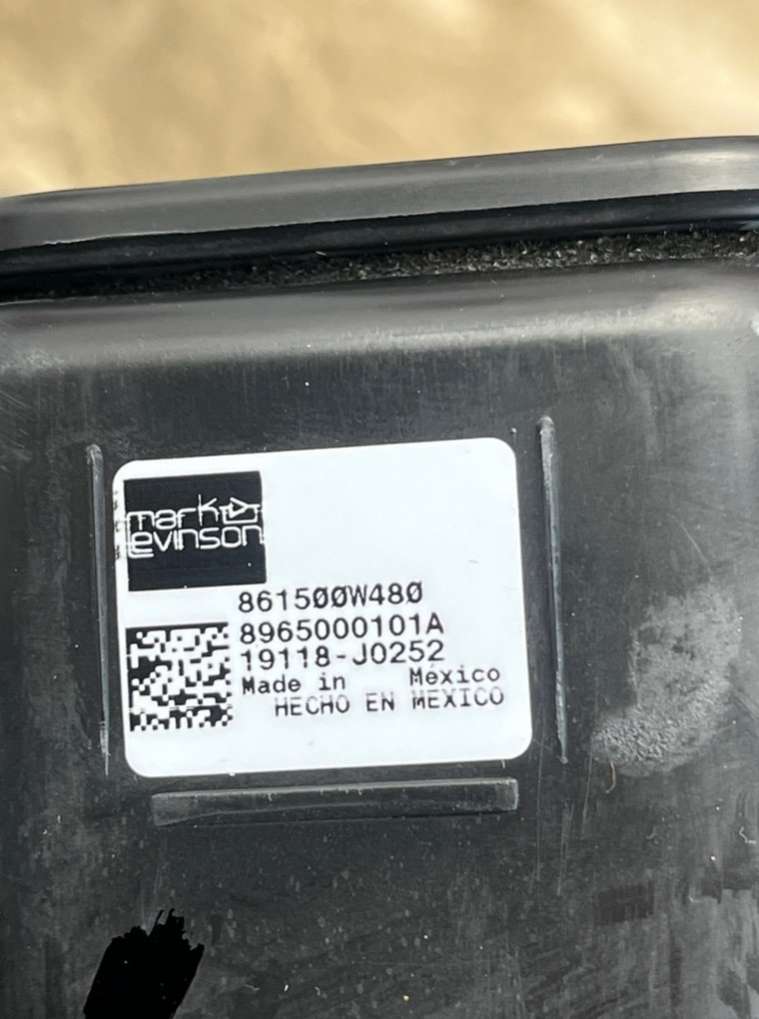 mark
levinson
861500W480
8965000101A
19118-J0252
Made in México
HECHO EN MEXICO